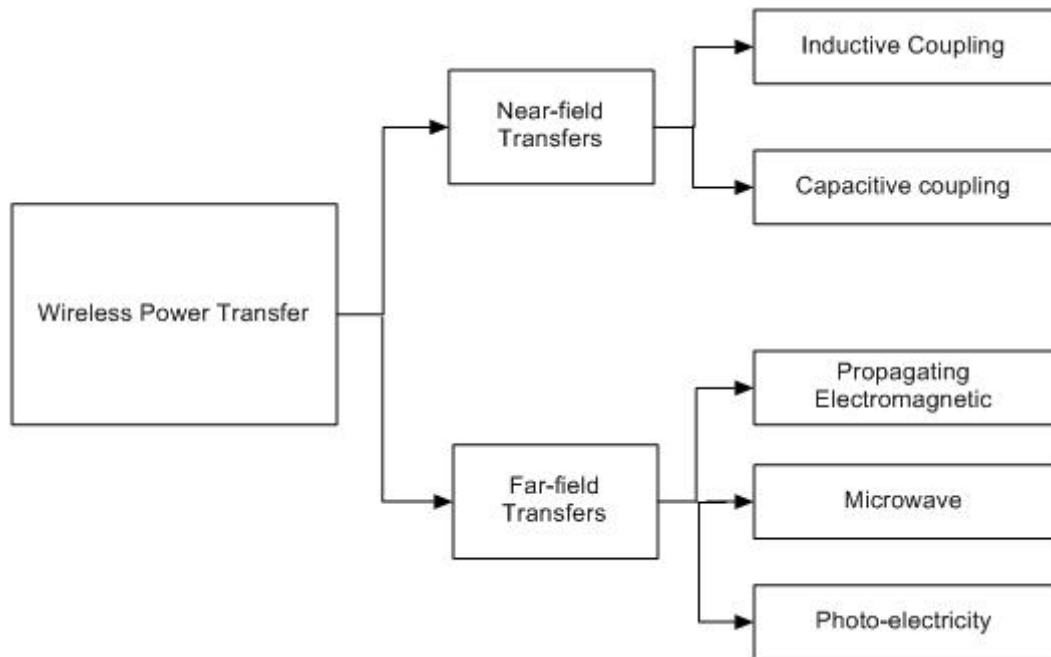 Inductive Coupling
Near-field
Transfers
Capacitive coupling
Wireless Power Transfer
Propagating
Electromagnetic
Far-field
Transfers
Microwave
Photo-electricity